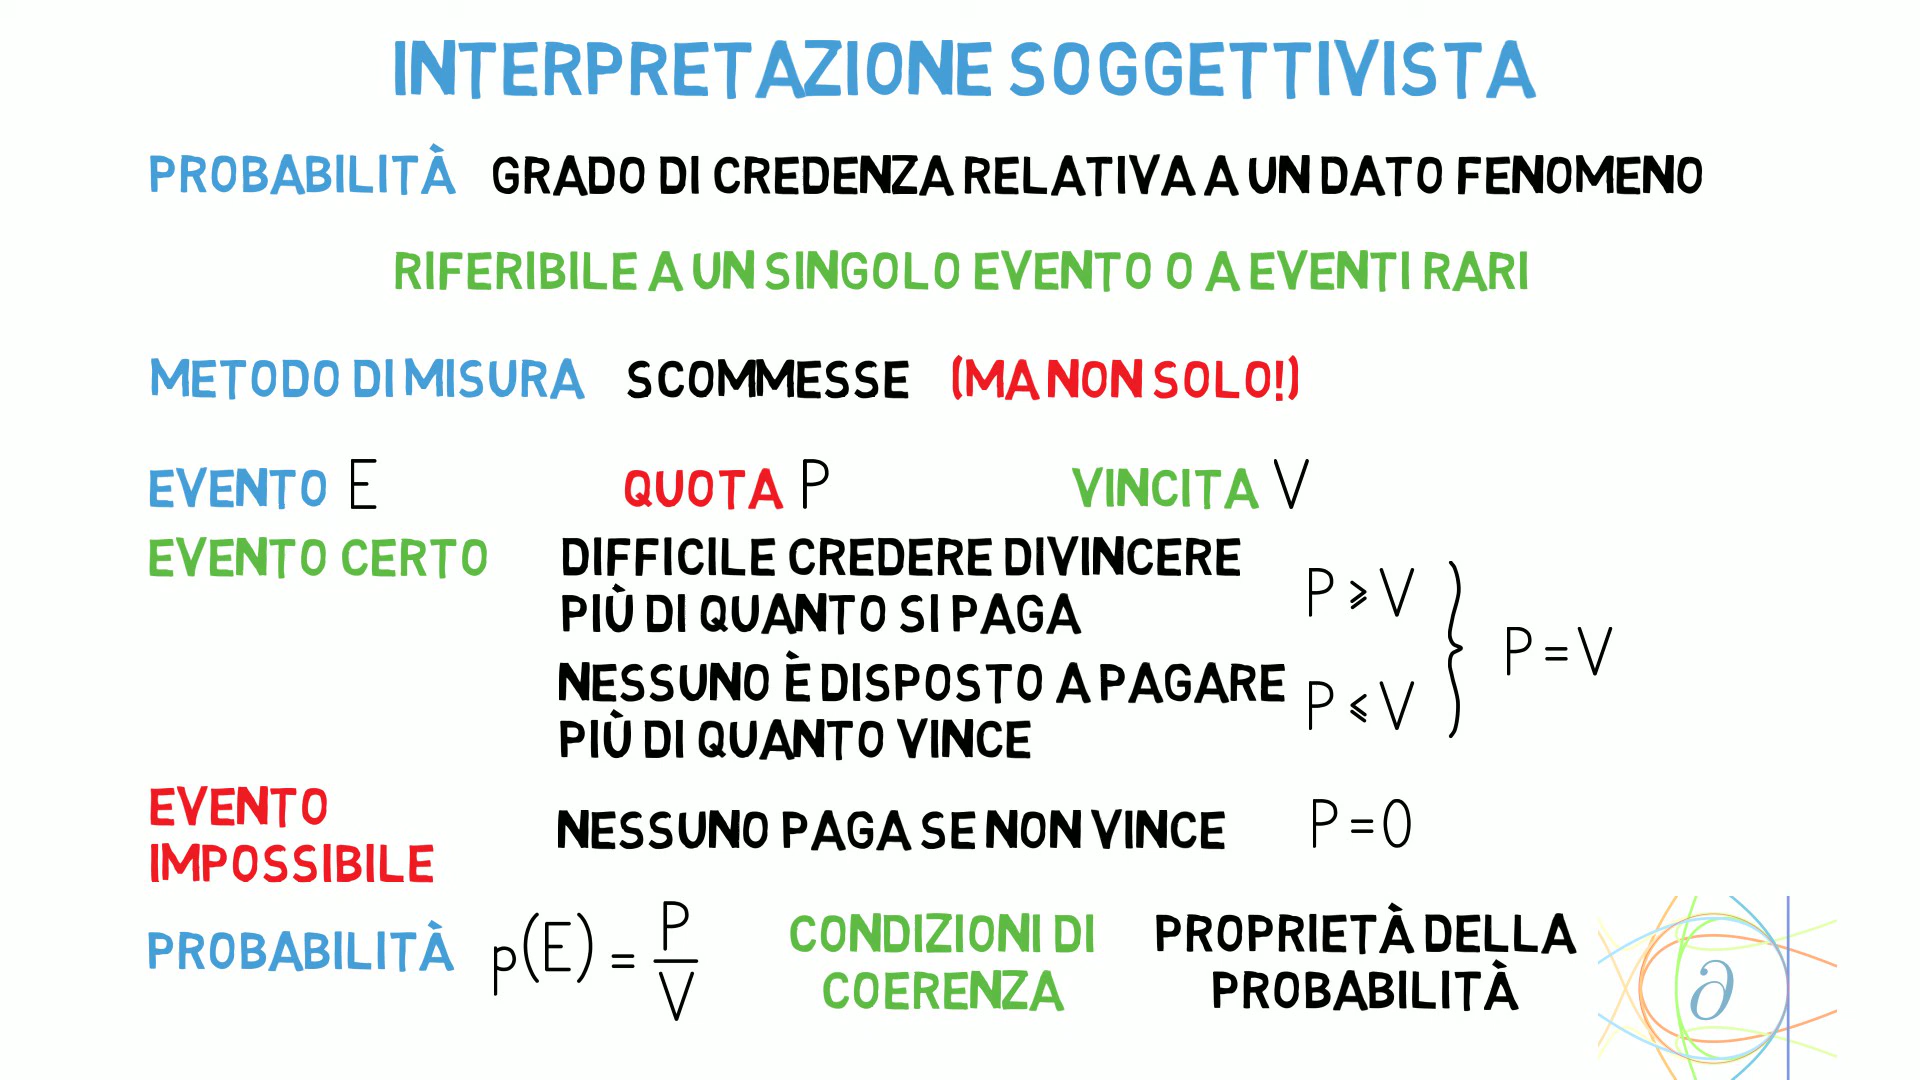 INTERPRETAZIONE SOGGETTIVISTA
PROBABILITÀ GRADO DI CREDENZA RELATIVA A UN DATO FENOMENO
RIFERIBILE A UN SINGOLO EVENTO O A EVENTI RARI
METODO DI MISURA SCOMMESSE (MA NON SOLO!)
EVENTO E QUOTA P VINCITA V
EVENTO CERTO DIFFICILE CREDERE DI VINCERE
PIÙ DI QUANTO SI PAGA P ⩾ V
NESSUNO È DISPOSTO A PAGARE
PIÙ DI QUANTO VINCE P ⩽ V
P = V
EVENTO
IMPOSSIBILE
NESSUNO PAGA SE NON VINCE P = 0
PROBABILITÀ p(E) = P/V
CONDIZIONI DI
COERENZA
PROPRIETÀ DELLA
PROBABILITÀ
∂